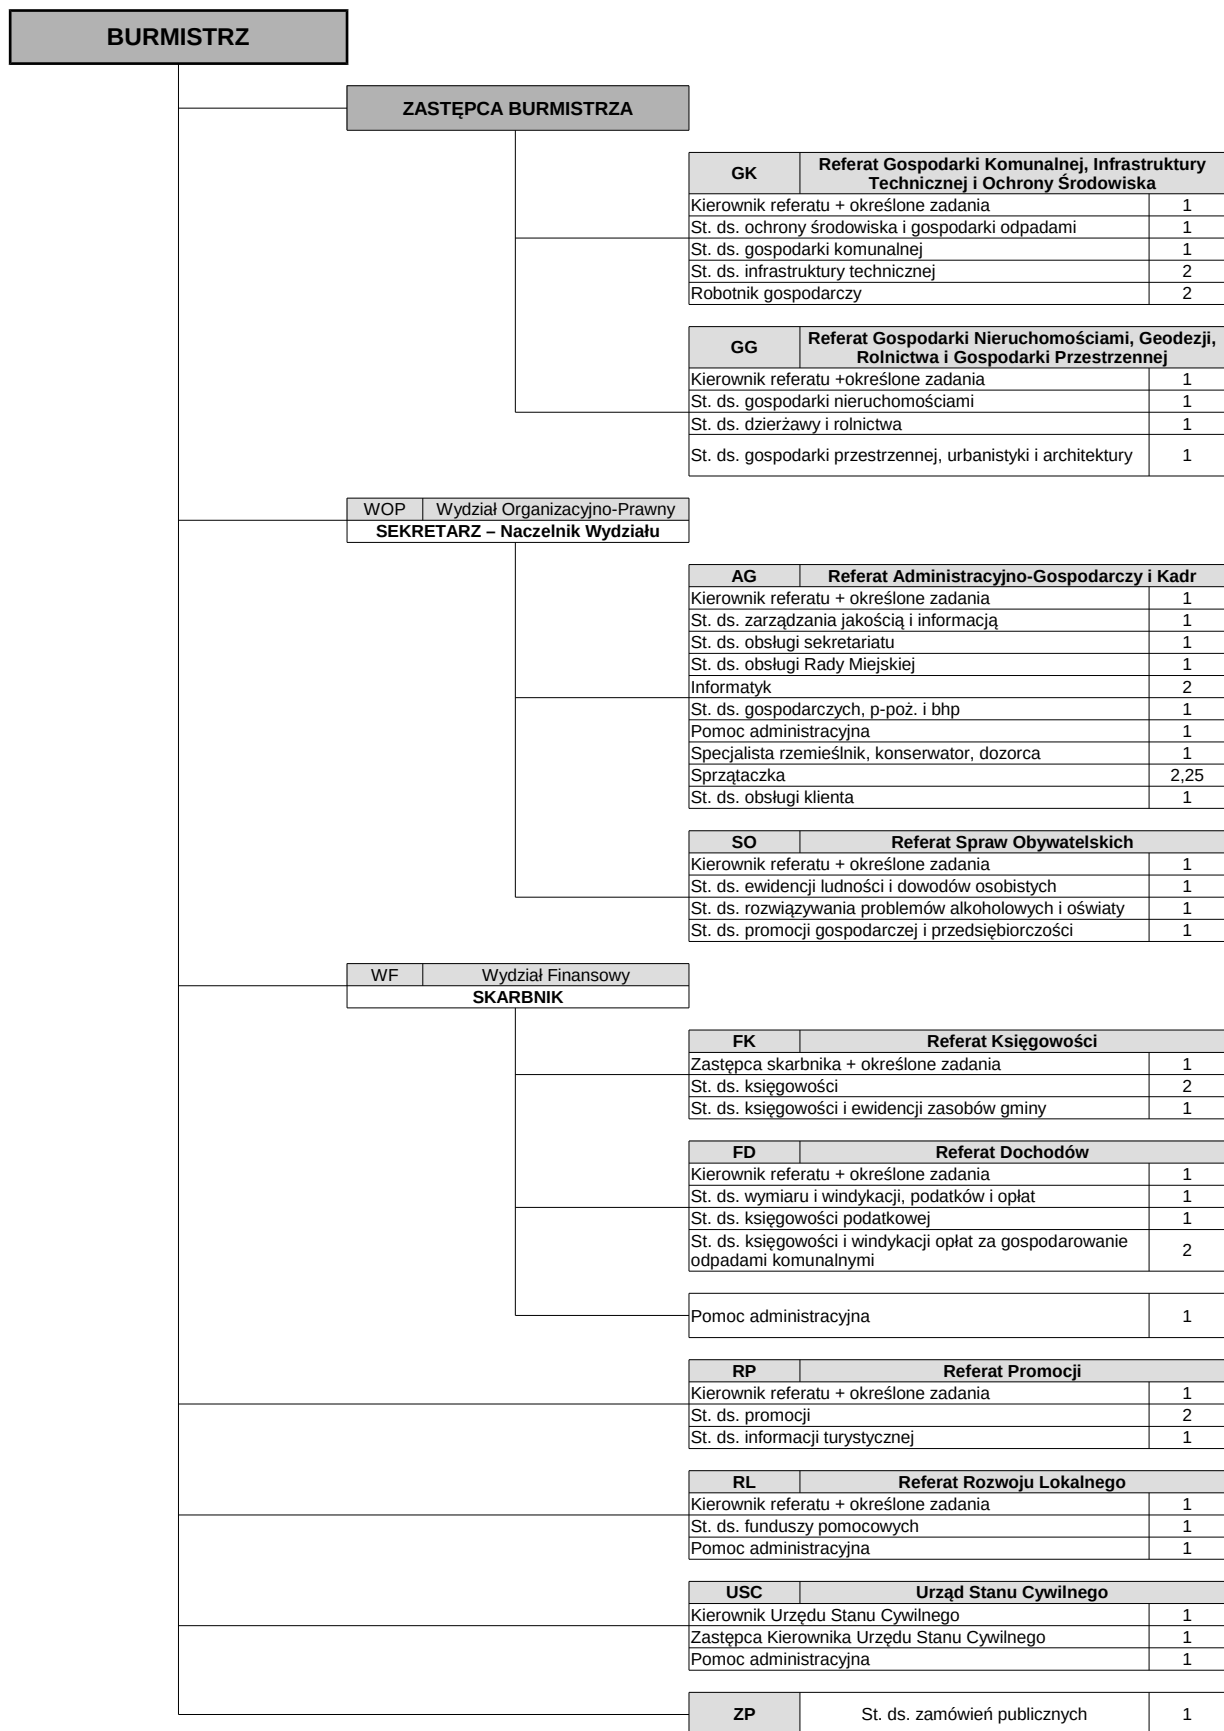 BURMISTRZ
ZASTĘPCA BURMISTRZA
GK Referat Gospodarki Komunalnej, Infrastruktury
Technicznej i Ochrony Środowiska
Kierownik referatu + określone zadania 1
St. ds. ochrony środowiska i gospodarki odpadami 1
St. ds. gospodarki komunalnej 1
St. ds. infrastruktury technicznej 2
Robotnik gospodarczy 2
GG Referat Gospodarki Nieruchomościami, Geodezji,
Rolnictwa i Gospodarki Przestrzennej
Kierownik referatu +określone zadania 1
St. ds. gospodarki nieruchomościami 1
St. ds. dzierżawy i rolnictwa 1
St. ds. gospodarki przestrzennej, urbanistyki i architektury 1
WOP Wydział Organizacyjno-Prawny
SEKRETARZ – Naczelnik Wydziału
AG Referat Administracyjno-Gospodarczy i Kadr
Kierownik referatu + określone zadania 1
St. ds. zarządzania jakością i informacją 1
St. ds. obsługi sekretariatu 1
St. ds. obsługi Rady Miejskiej 1
Informatyk 2
St. ds. gospodarczych, p-poż. i bhp 1
Pomoc administracyjna 1
Specjalista rzemieślnik, konserwator, dozorca 1
Sprzątaczka 2,25
St. ds. obsługi klienta 1
SO Referat Spraw Obywatelskich
Kierownik referatu + określone zadania 1
St. ds. ewidencji ludności i dowodów osobistych 1
St. ds. rozwiązywania problemów alkoholowych i oświaty 1
St. ds. promocji gospodarczej i przedsiębiorczości 1
WF Wydział Finansowy
SKARBNIK
FK Referat Księgowości
Zastępca skarbnika + określone zadania 1
St. ds. księgowości 2
St. ds. księgowości i ewidencji zasobów gminy 1
FD Referat Dochodów
Kierownik referatu + określone zadania 1
St. ds. wymiaru i windykacji, podatków i opłat 1
St. ds. księgowości podatkowej 1
St. ds. księgowości i windykacji opłat za gospodarowanie
odpadami komunalnymi 2
Pomoc administracyjna 1
RP Referat Promocji
Kierownik referatu + określone zadania 1
St. ds. promocji 2
St. ds. informacji turystycznej 1
RL Referat Rozwoju Lokalnego
Kierownik referatu + określone zadania 1
St. ds. funduszy pomocowych 1
Pomoc administracyjna 1
USC Urząd Stanu Cywilnego
Kierownik Urzędu Stanu Cywilnego 1
Zastępca Kierownika Urzędu Stanu Cywilnego 1
Pomoc administracyjna 1
ZP St. ds. zamówień publicznych 1